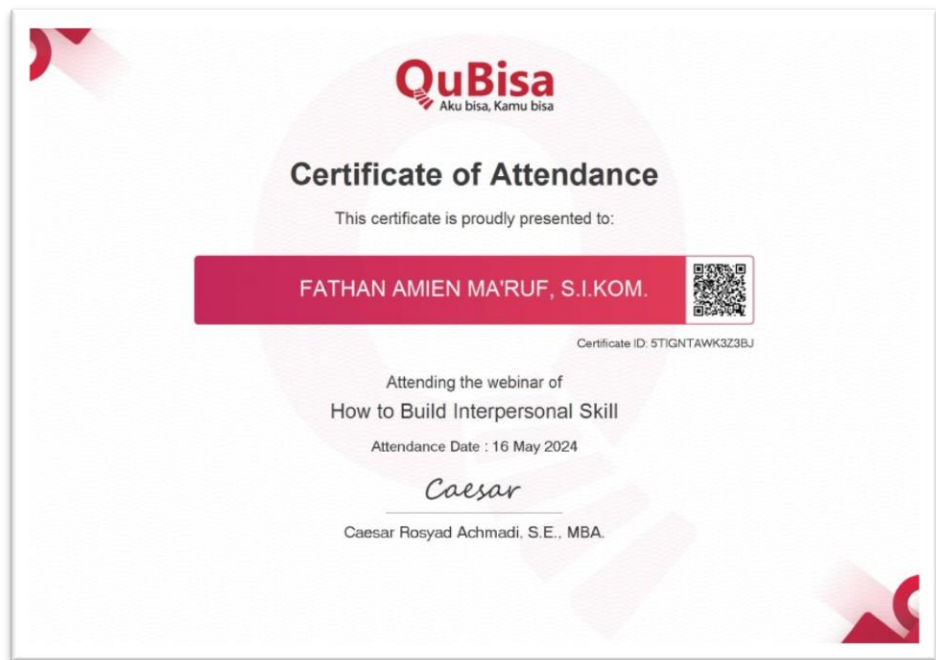 QuBisa
Aku bisa, Kamu bisa
Certificate of Attendance
This certificate is proudly presented to:
FATHAN AMIEN MA'RUF, S.I.KOM.
Certificate ID: 5TIGNTAWK3Z3BJ
Attending the webinar of
How to Build Interpersonal Skill
Attendance Date : 16 May 2024
Caesar
Caesar Rosyad Achmadi, S.E., MBA.